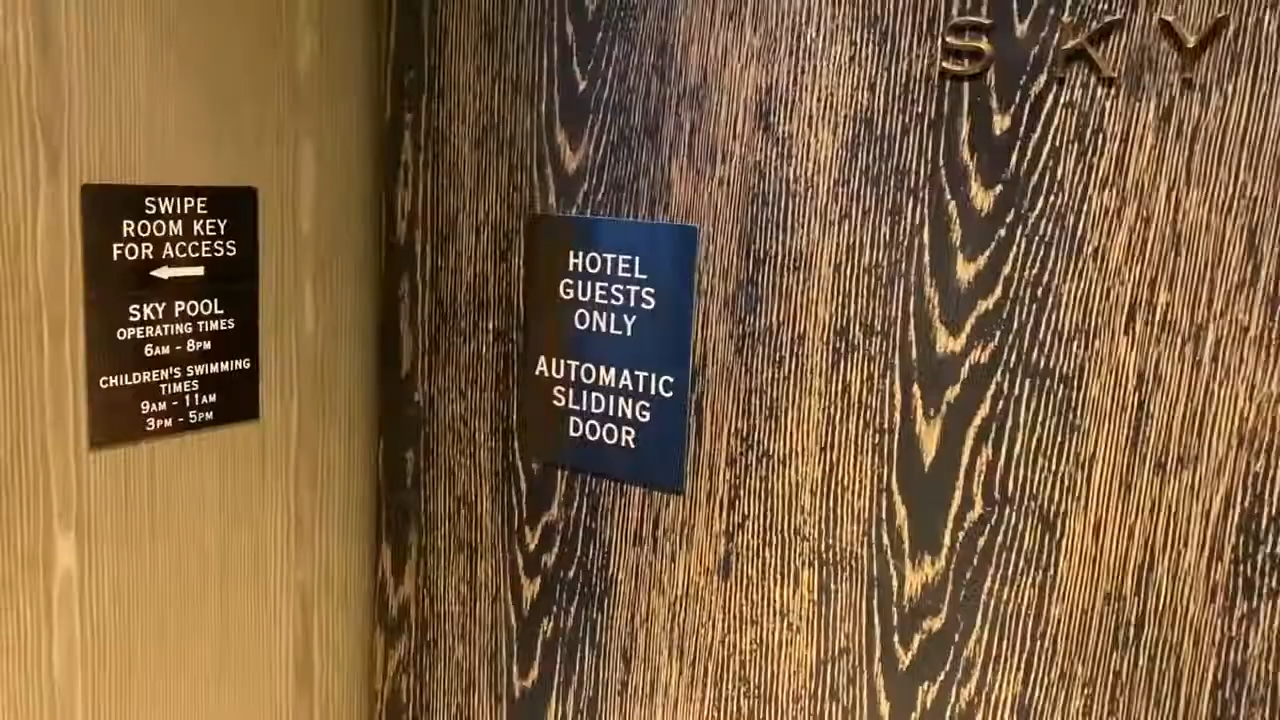 SWIPE
ROOM KEY
FOR ACCESS
SKY POOL
OPERATING TIMES
6AM - 8PM
CHILDREN'S SWIMMING
TIMES
9AM - 11AM
3PM - 5PM
HOTEL
GUESTS
ONLY
AUTOMATIC
SLIDING
DOOR
SKY